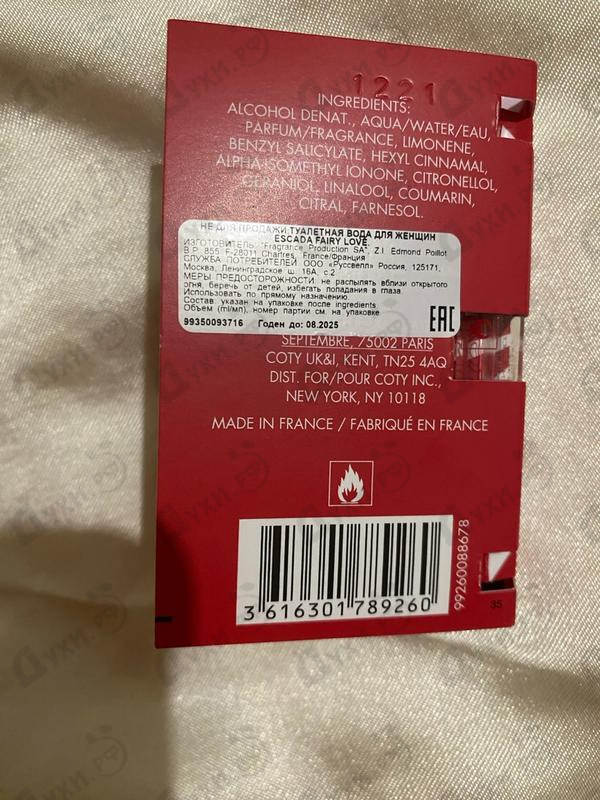 1221
INGREDIENTS:
ALCOHOL DENAT., AQUA/WATER/EAU,
PARFUM/FRAGRANCE, LIMONENE,
BENZYL SALICYLATE, HEXYL CINNAMAL,
ALPHA-ISOMETHYL IONONE, CITRONELLOL,
GERANIOL, LINALOOL, COUMARIN,
CITRAL, FARNESOL.
НЕ ДЛЯ ПРОДАЖИ.ТУАЛЕТНАЯ ВОДА ДЛЯ ЖЕНЩИН
ESCADA FAIRY LOVE.
ИЗГОТОВИТЕЛЬ: "Fragrance Production SA", Z.I. Edmond Poillot
B.P. 855 F-28011 Chartres, France/Франция
СЛУЖБА ПОТРЕБИТЕЛЕЙ ООО «Руссвелл» Россия, 125171,
Москва, Ленинградское ш. 16А, с.2
МЕРЫ ПРЕДОСТОРОЖНОСТИ: не распылять вблизи открытого
огня, беречь от детей, избегать попадания в глаза.
Использовать по прямому назначению.
Состав: указан на упаковке после ingredients
Объем (ml/мл), номер партии см. на упаковке
99350093716 Годен до: 08.2025
EAC
SEPTEMBRE, 75002 PARIS
COTY UK&I, KENT, TN25 4AQ
DIST. FOR/POUR COTY INC.,
NEW YORK, NY 10118
MADE IN FRANCE / FABRIQUÉ EN FRANCE
3 616301 789260
99260088678
35
духи.рф